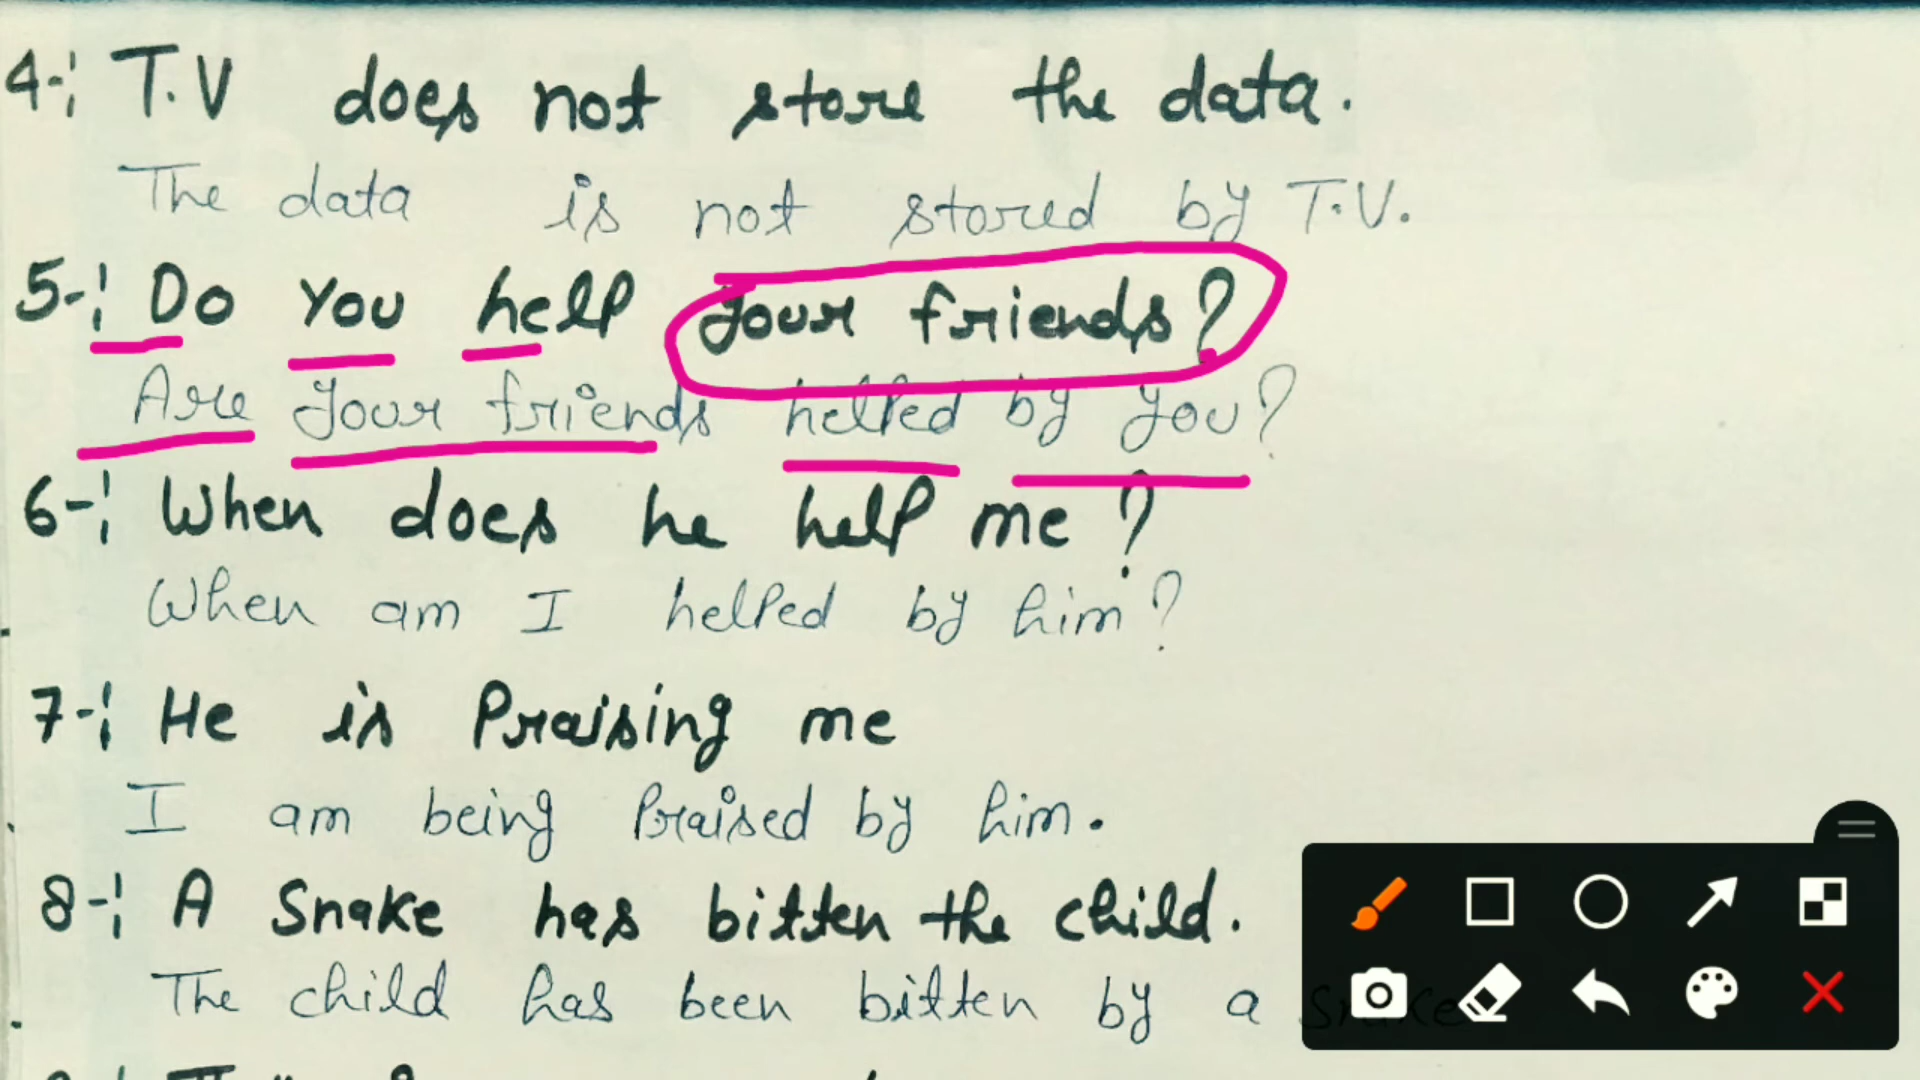 4-: T.V does not store the data.
The data is not stored by T.V.
5-: Do You help your friends?
Are your friends helped by you?
6-: When does he help me?
When am I helped by him?
7-: He is Praising me
I am being Praised by him.
8-: A Snake has bitten the child.
The child has been bitten by a snake